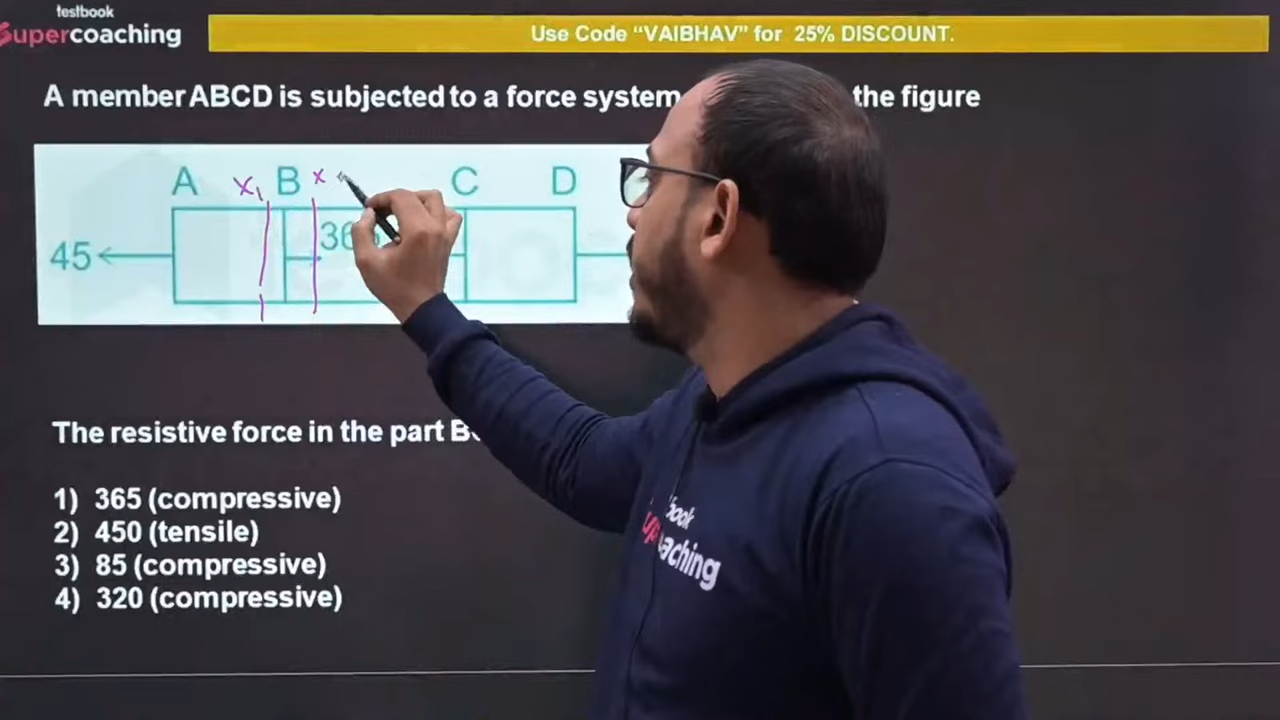 testbook
Supercoaching
Use Code “VAIBHAV” for 25% DISCOUNT.
A member ABCD is subjected to a force system the figure
A X₁ B X C D
45 36
The resistive force in the part
1) 365 (compressive)
2) 450 (tensile)
3) 85 (compressive)
4) 320 (compressive)
coaching